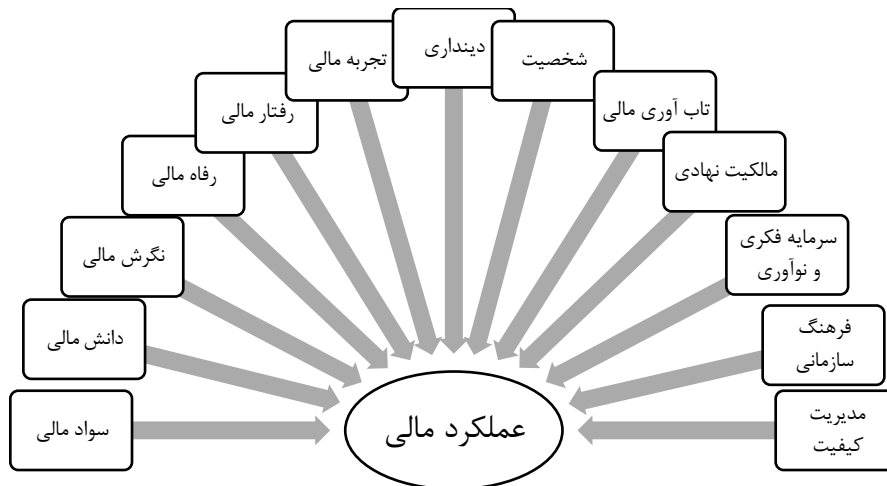 دینداری
شخصیت
تجربه مالی
تاب آوری مالی
رفتار مالی
مالکیت نهادی
رفاه مالی
سرمایه فکری
و نوآوری
نگرش مالی
فرهنگ
سازمانی
دانش مالی
مدیریت
کیفیت
سواد مالی
عملکرد مالی